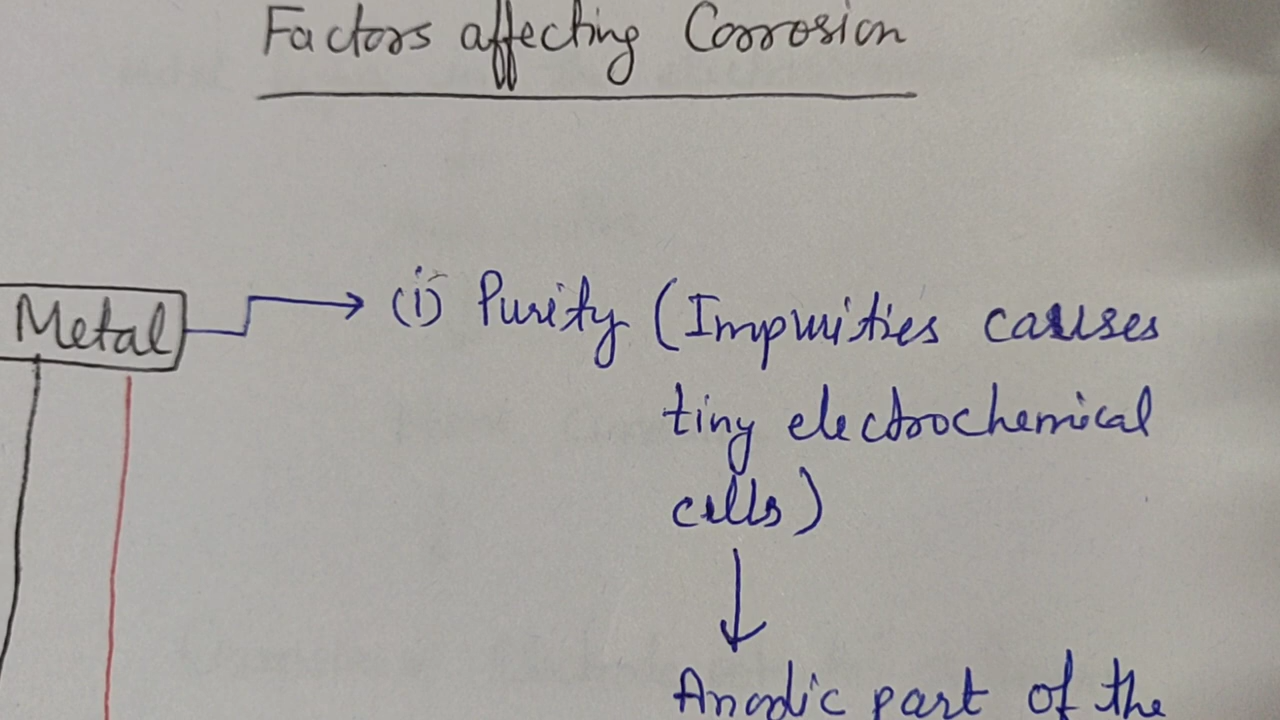 Factors affecting Corrosion
Metal
(i) Purity (Impurities causes
tiny electrochemical
cells)
Anodic part of the